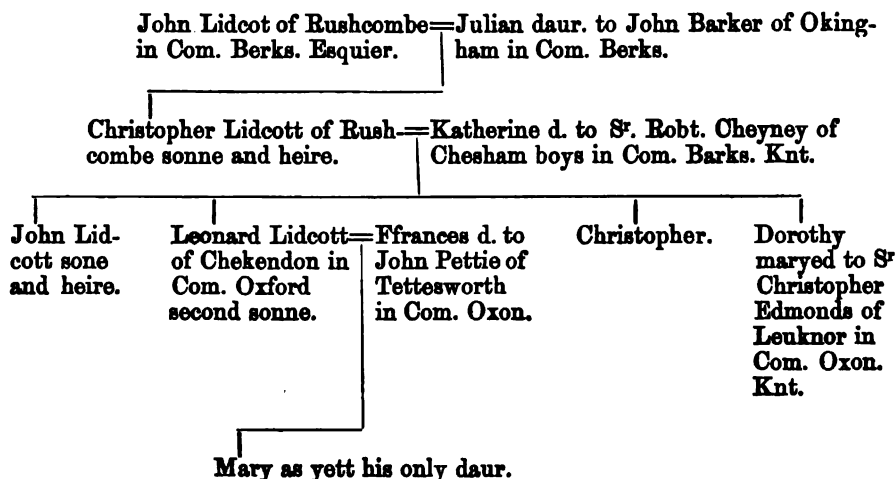 John Lidcot of Rushcombe=Julian daur. to John Barker of Oking-
in Com. Berks. Esquier. ham in Com. Berks.
Christopher Lidcott of Rush-=Katherine d. to Sr. Robt. Cheyney of
combe sonne and heire. Chesham boys in Com. Barks. Knt.
John Lid-
cott sone
and heire.
Leonard Lidcott=Ffrances d. to
of Chekendon in John Pettie of
Com. Oxford Tettesworth
second sonne. in Com. Oxon.
Christopher.
Dorothy
maryed to Sr
Christopher
Edmonds of
Leuknor in
Com. Oxon.
Knt.
Mary as yett his only daur.